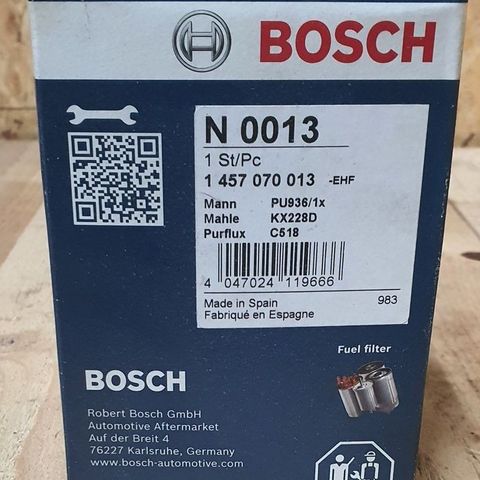 BOSCH
N 0013
1 St/Pc
1 457 070 013 -EHF
Mann PU936/1x
Mahle KX228D
Purflux C518
4 047024 119666
Made in Spain 983
Fabriqué en Espagne
Fuel filter
BOSCH
Robert Bosch GmbH
Automotive Aftermarket
Auf der Breit 4
76227 Karlsruhe, Germany
www.bosch-automotive.com